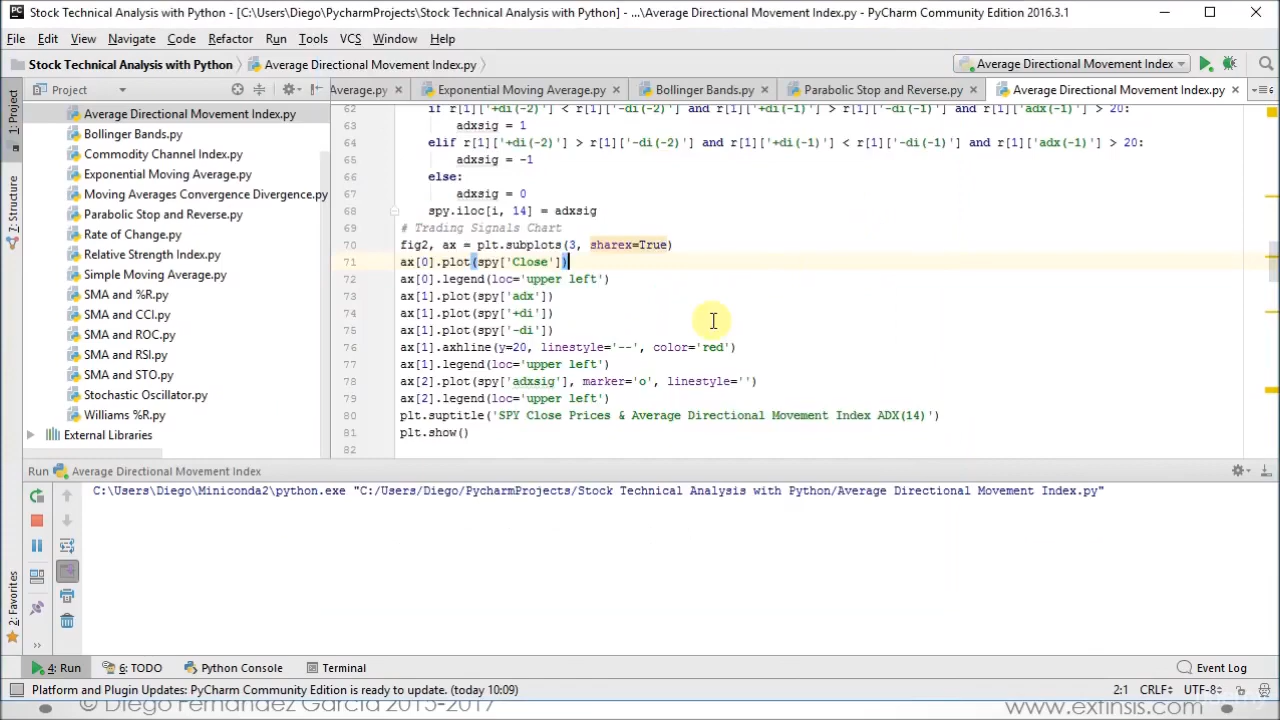 Stock Technical Analysis with Python - [C:\Users\Diego\PycharmProjects\Stock Technical Analysis with Python] - ...\Average Directional Movement Index.py - PyCharm Community Edition 2016.3.1
File Edit View Navigate Code Refactor Run Tools VCS Window Help
Stock Technical Analysis with Python Average Directional Movement Index.py Average Directional Movement Index
Project Average.py Exponential Moving Average.py Bollinger Bands.py Parabolic Stop and Reverse.py Average Directional Movement Index.py
1: Project
Z: Structure
2: Favorites
Average Directional Movement Index.py
Bollinger Bands.py
Commodity Channel Index.py
Exponential Moving Average.py
Moving Averages Convergence Divergence.py
Parabolic Stop and Reverse.py
Rate of Change.py
Relative Strength Index.py
Simple Moving Average.py
SMA and %R.py
SMA and CCI.py
SMA and ROC.py
SMA and RSI.py
SMA and STO.py
Stochastic Oscillator.py
Williams %R.py
External Libraries
62 if r[1]['+di(-2)'] < r[1]['-di(-2)'] and r[1]['+di(-1)'] > r[1]['-di(-1)'] and r[1]['adx(-1)'] > 20:
63 adxsig = 1
64 elif r[1]['+di(-2)'] > r[1]['-di(-2)'] and r[1]['+di(-1)'] < r[1]['-di(-1)'] and r[1]['adx(-1)'] > 20:
65 adxsig = -1
66 else:
67 adxsig = 0
68 spy.iloc[i, 14] = adxsig
69 # Trading Signals Chart
70 fig2, ax = plt.subplots(3, sharex=True)
71 ax[0].plot(spy['Close'])
72 ax[0].legend(loc='upper left')
73 ax[1].plot(spy['adx'])
74 ax[1].plot(spy['+di'])
75 ax[1].plot(spy['-di'])
76 ax[1].axhline(y=20, linestyle='--', color='red')
77 ax[1].legend(loc='upper left')
78 ax[2].plot(spy['adxsig'], marker='o', linestyle='')
79 ax[2].legend(loc='upper left')
80 plt.suptitle('SPY Close Prices & Average Directional Movement Index ADX(14)')
81 plt.show()
82
Run Average Directional Movement Index
C:\Users\Diego\Miniconda2\python.exe "C:/Users/Diego/PycharmProjects/Stock Technical Analysis with Python/Average Directional Movement Index.py"
4: Run 6: TODO Python Console Terminal Event Log
Platform and Plugin Updates: PyCharm Community Edition is ready to update. (today 10:09) 2:1 CRLF÷ UTF-8÷
© Diego Fernandez Garcia 2015-2017 www.extinsis.com